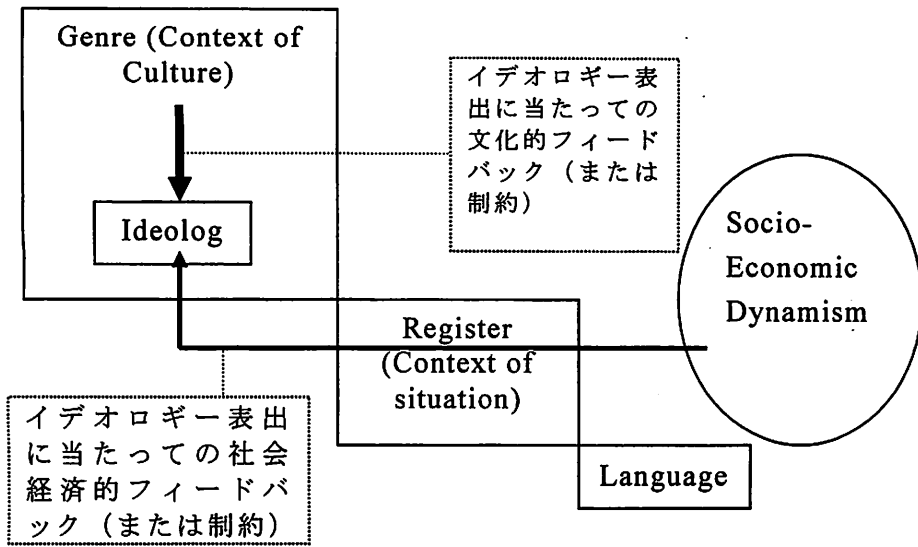 Genre (Context of
Culture)
イデオロギー表
出に当たっての
文化的フィード
バック（または
制約）
Ideolog
Socio-
Economic
Dynamism
Register
(Context of
situation)
イデオロギー表出
に当たっての社会
経済的フィードバ
ック（または制約）
Language